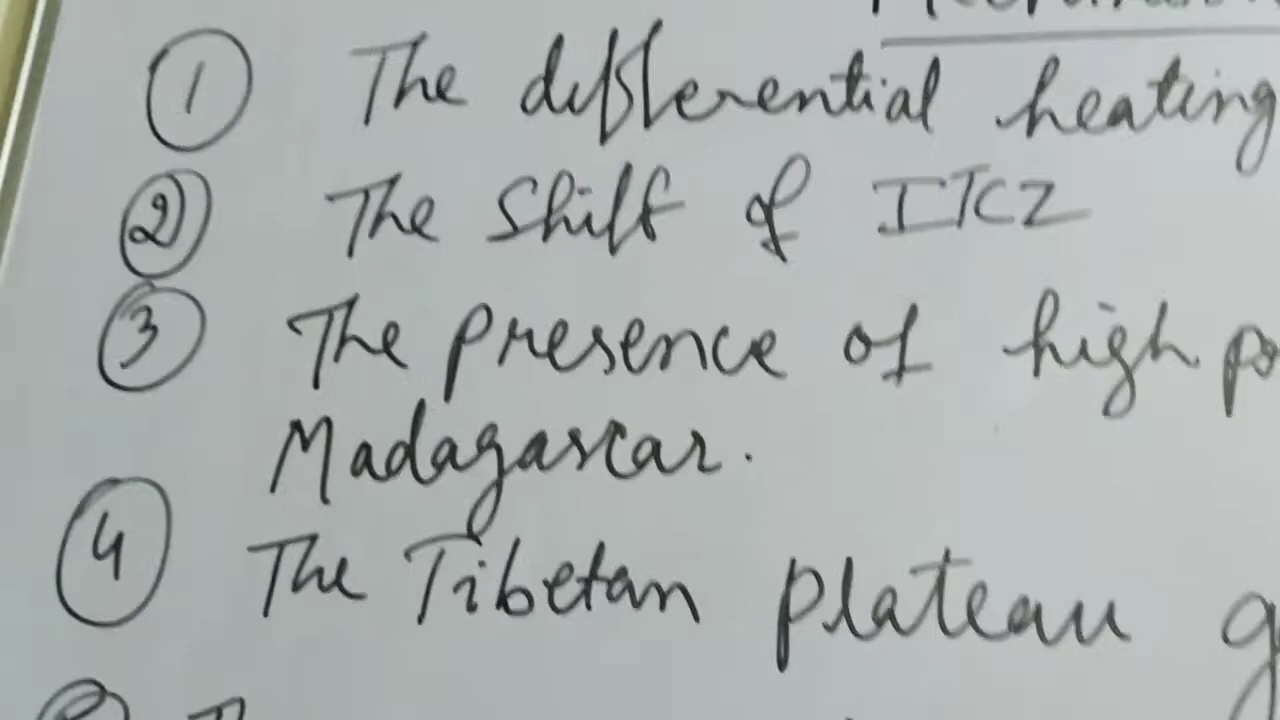 ① The differential heating
② The Shift of ITCZ
③ The presence of high
Madagascar.
④ The Tibetan plateau